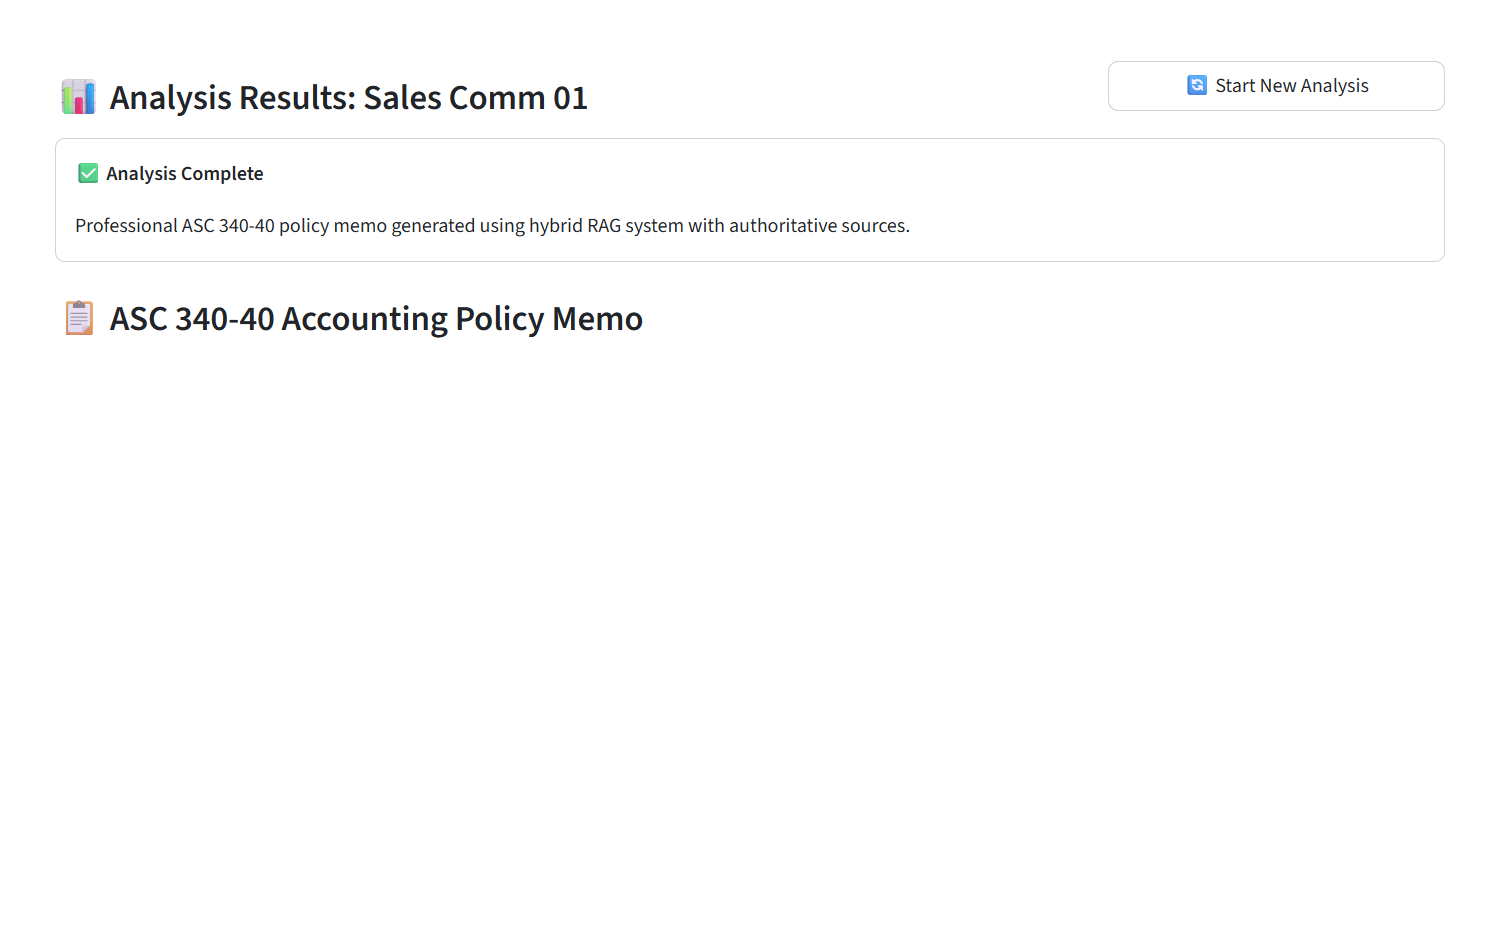 Analysis Results: Sales Comm 01
Start New Analysis
Analysis Complete
Professional ASC 340-40 policy memo generated using hybrid RAG system with authoritative sources.
ASC 340-40 Accounting Policy Memo